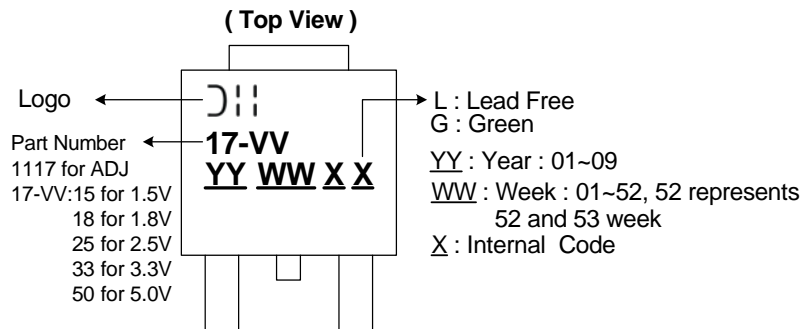 ( Top View )
Logo
17-VV
YY WW X X
Part Number
1117 for ADJ
17-VV:15 for 1.5V
18 for 1.8V
25 for 2.5V
33 for 3.3V
50 for 5.0V
L : Lead Free
G : Green
YY : Year : 01~09
WW : Week : 01~52, 52 represents
52 and 53 week
X : Internal Code